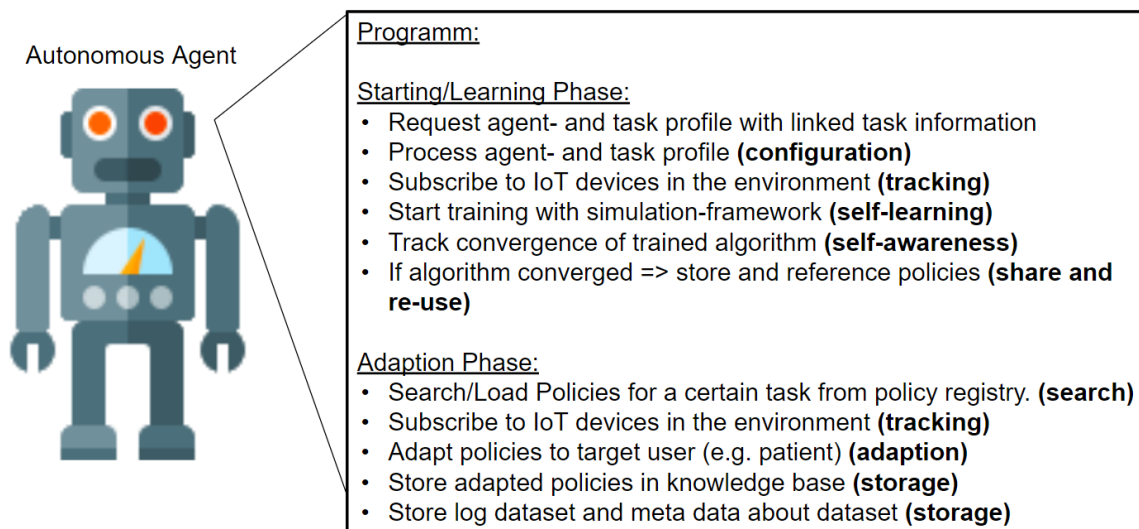 Autonomous Agent
Programm:
Starting/Learning Phase:
• Request agent- and task profile with linked task information
• Process agent- and task profile (configuration)
• Subscribe to IoT devices in the environment (tracking)
• Start training with simulation-framework (self-learning)
• Track convergence of trained algorithm (self-awareness)
• If algorithm converged => store and reference policies (share and
re-use)
Adaption Phase:
• Search/Load Policies for a certain task from policy registry. (search)
• Subscribe to IoT devices in the environment (tracking)
• Adapt policies to target user (e.g. patient) (adaption)
• Store adapted policies in knowledge base (storage)
• Store log dataset and meta data about dataset (storage)